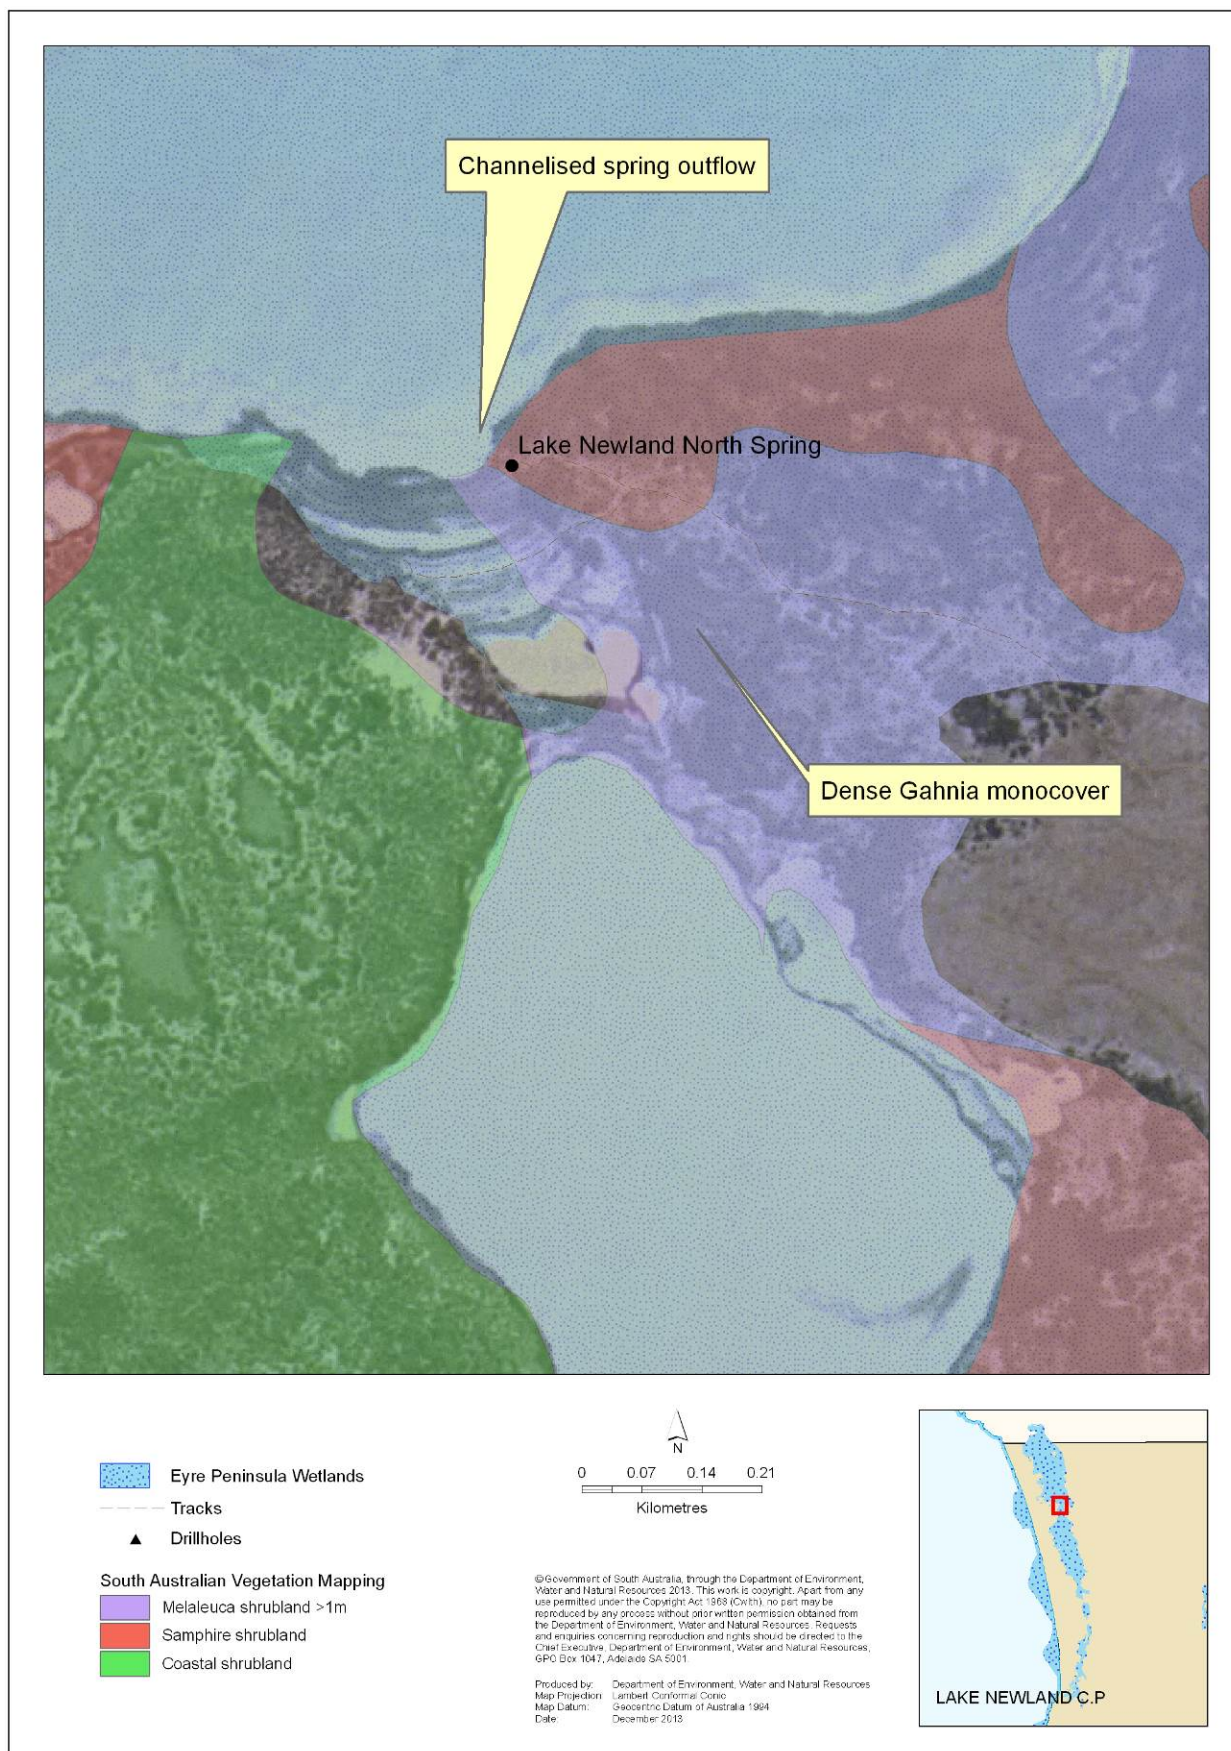 Channelised spring outflow
Lake Newland North Spring
Dense Gahnia monocover
N
0 0.07 0.14 0.21
Kilometres
Eyre Peninsula Wetlands
Tracks
Drillholes
South Australian Vegetation Mapping
Melaleuca shrubland >1m
Samphire shrubland
Coastal shrubland
©Government of South Australia, through the Department of Environment,
Water and Natural Resources 2013. This work is copyright. Apart from any
use permitted under the Copyright Act 1968 (Cwlth), no part may be
reproduced by any process without prior written permission obtained from
the Department of Environment, Water and Natural Resources. Requests
and enquiries concerning reproduction and rights should be directed to the
Chief Executive, Department of Environment, Water and Natural Resources,
GPO Box 1047, Adelaide SA 5001.
Produced by: Department of Environment, Water and Natural Resources
Map Projection: Lambert Conformal Conic
Map Datum: Geocentric Datum of Australia 1994
Date: December 2013
LAKE NEWLAND C.P